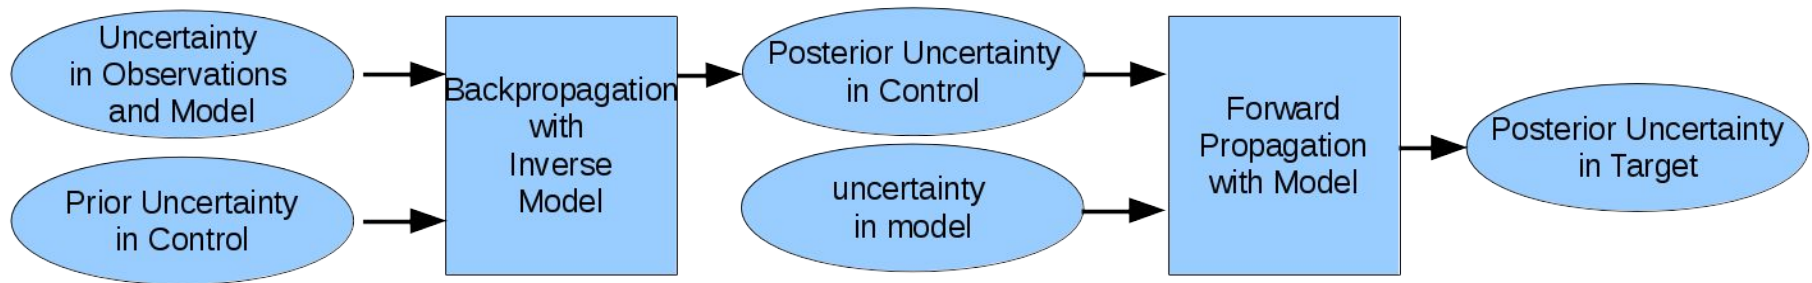 Uncertainty
in Observations
and Model
Prior Uncertainty
in Control
Backpropagation
with
Inverse
Model
Posterior Uncertainty
in Control
uncertainty
in model
Forward
Propagation
with Model
Posterior Uncertainty
in Target